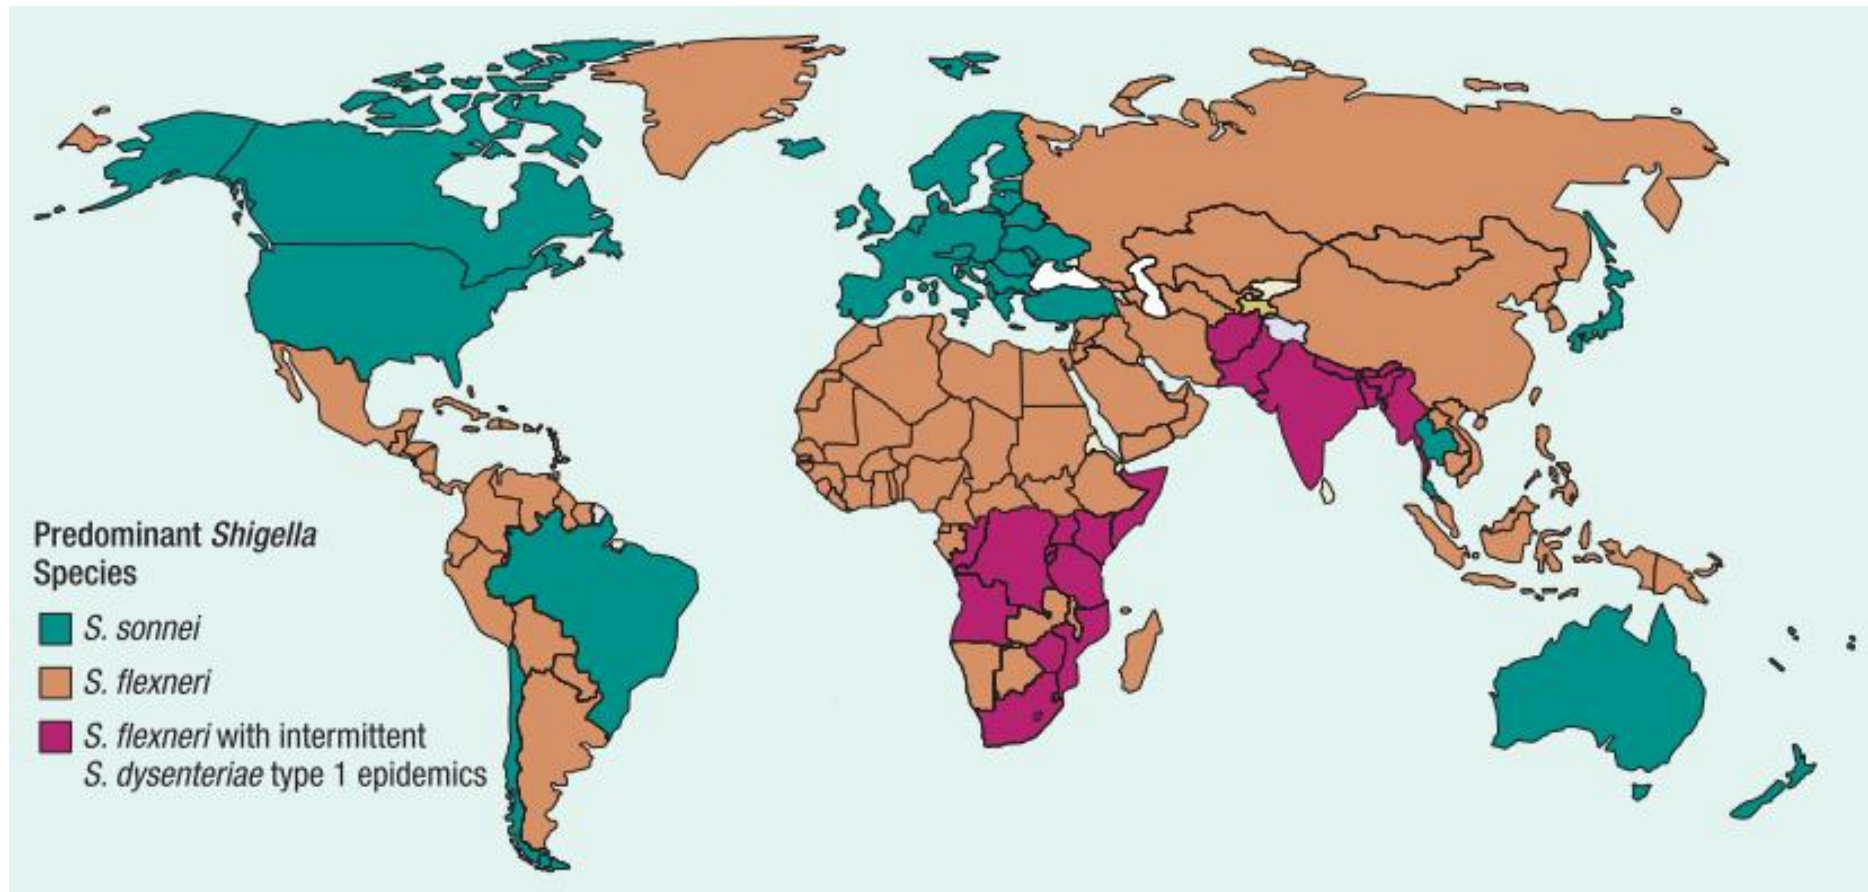 Predominant Shigella
Species
S. sonnei
S. flexneri
S. flexneri with intermittent
S. dysenteriae type 1 epidemics